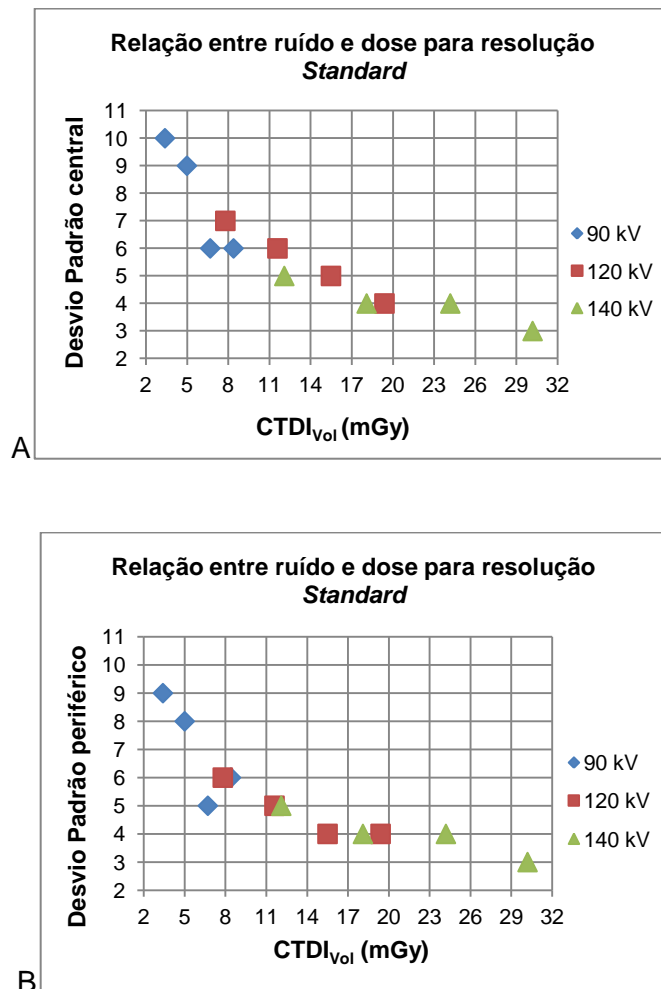 Relação entre ruído e dose para resolução
Standard
Desvio Padrão central
11
10
9
8
7
6
5
4
3
2
2 5 8 11 14 17 20 23 26 29 32
CTDIVol (mGy)
90 kV
120 kV
140 kV
A
Relação entre ruído e dose para resolução
Standard
Desvio Padrão periférico
11
10
9
8
7
6
5
4
3
2
2 5 8 11 14 17 20 23 26 29 32
CTDIVol (mGy)
90 kV
120 kV
140 kV
B